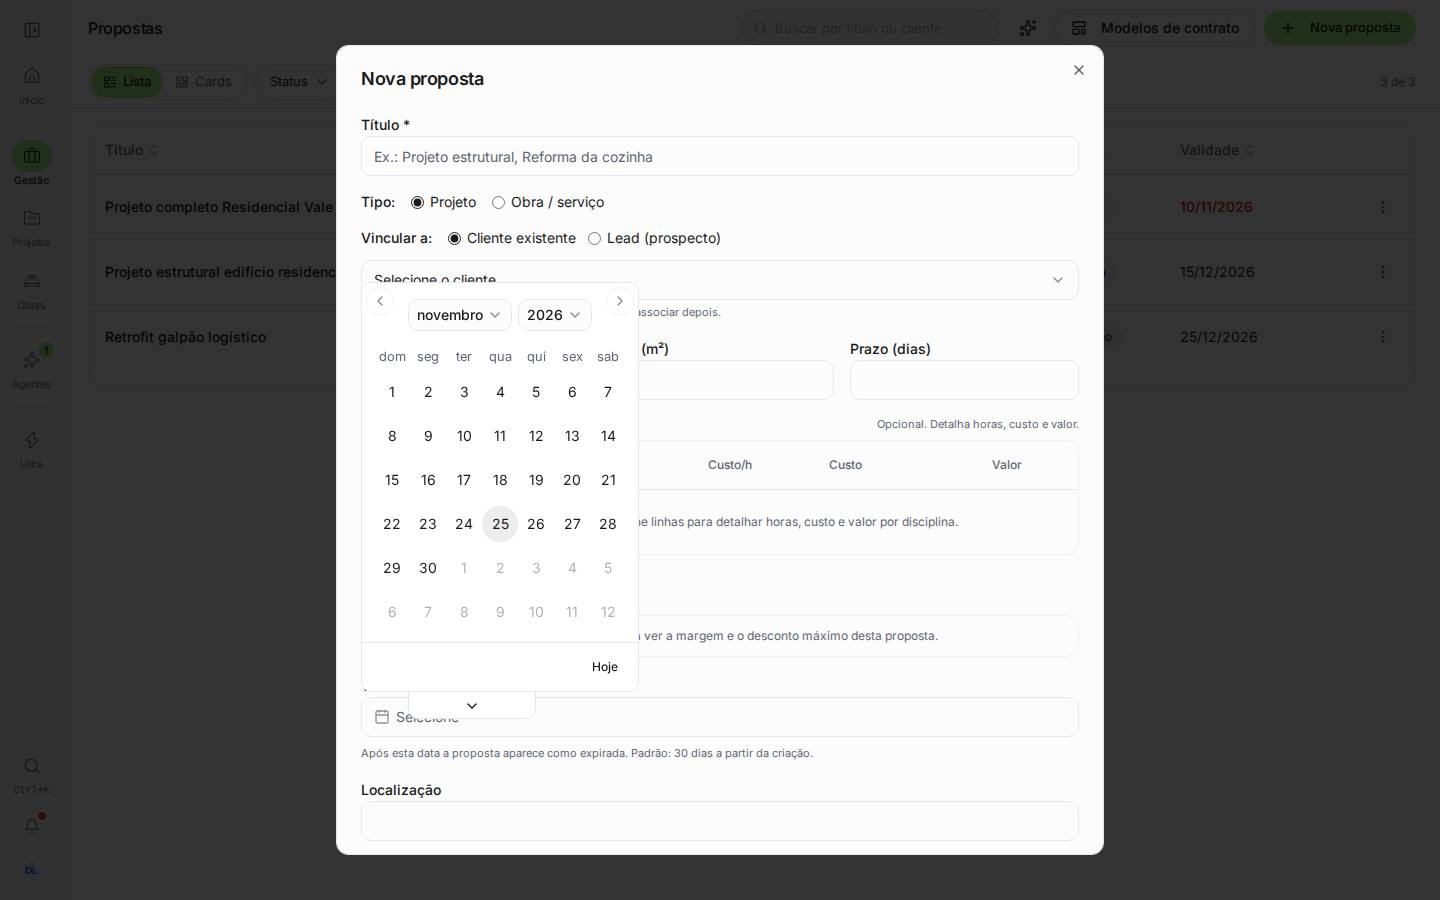 Propostas
Buscar por título ou cliente
Modelos de contrato
Nova proposta
Lista
Cards
Status
3 de 3
Início
Gestão
Projetos
Obras
1
Agentes
Ultra
Ctrl+K
DL
Título
Validade
Projeto completo Residencial Vale
10/11/2026
Projeto estrutural edifício residenc
15/12/2026
Retrofit galpão logístico
25/12/2026
Nova proposta
Título *
Ex.: Projeto estrutural, Reforma da cozinha
Tipo:
Projeto
Obra / serviço
Vincular a:
Cliente existente
Lead (prospecto)
Selecione o cliente
associar depois.
(m²)
Prazo (dias)
Opcional. Detalha horas, custo e valor.
Custo/h
Custo
Valor
linhas para detalhar horas, custo e valor por disciplina.
ver a margem e o desconto máximo desta proposta.
novembro
2026
dom seg ter qua qui sex sab
1 2 3 4 5 6 7
8 9 10 11 12 13 14
15 16 17 18 19 20 21
22 23 24 25 26 27 28
29 30 1 2 3 4 5
6 7 8 9 10 11 12
Hoje
Selecione
Após esta data a proposta aparece como expirada. Padrão: 30 dias a partir da criação.
Localização